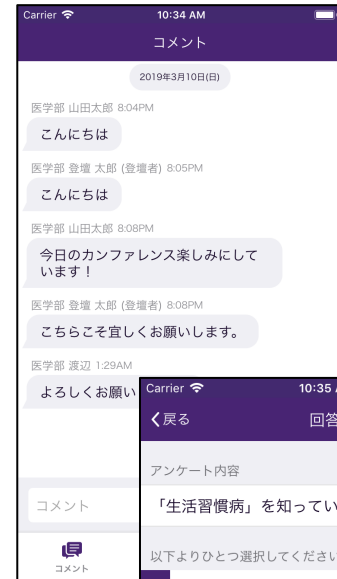 Carrier 10:34 AM
コメント
2019年3月10日(日)
医学部 山田太郎 8:04PM
こんにちは
医学部 登壇 太郎 (登壇者) 8:05PM
こんにちは
医学部 山田太郎 8:08PM
今日のカンファレンス楽しみにして
います！
医学部 登壇 太郎 (登壇者) 8:08PM
こちらこそ宜しくお願いします。
医学部 渡辺 1:29AM
よろしくお願い
コメント
コメント
Carrier 10:35
戻る 回答
アンケート内容
「生活習慣病」を知ってい
以下よりひとつ選択してください